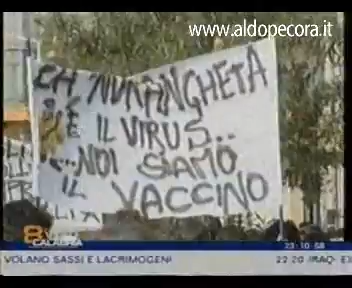 www.aldopecora.it
LA 'NDRANGHETA
È IL VIRUS..
...NOI SIAMO
IL VACCINO
CALABRIA
23:10:58
VOLANO SASSI E LACRIMOGENI
22:20 IRAQ: